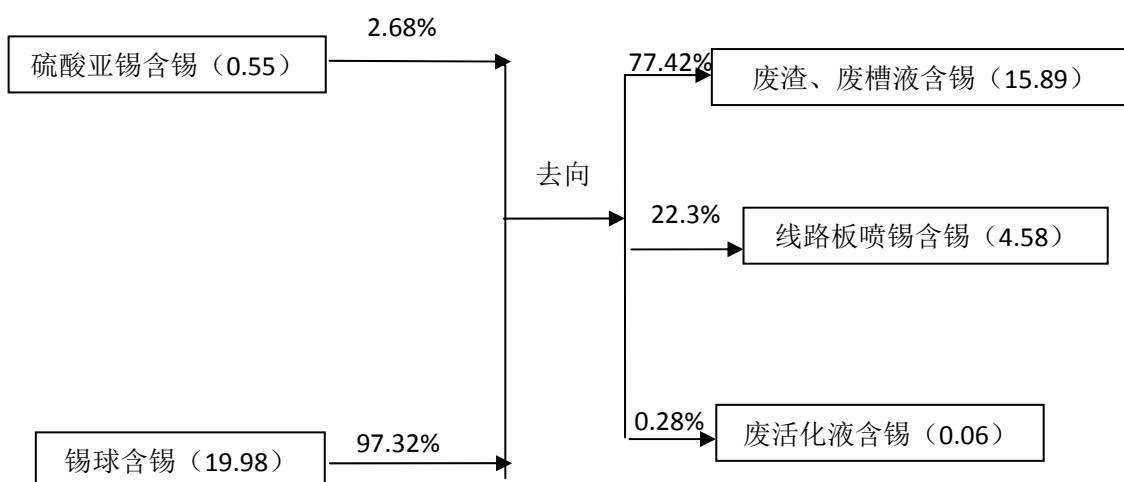 2.68%
硫酸亚锡含锡（0.55）
77.42%
废渣、废槽液含锡（15.89）
去向
22.3%
线路板喷锡含锡（4.58）
0.28%
废活化液含锡（0.06）
97.32%
锡球含锡（19.98）